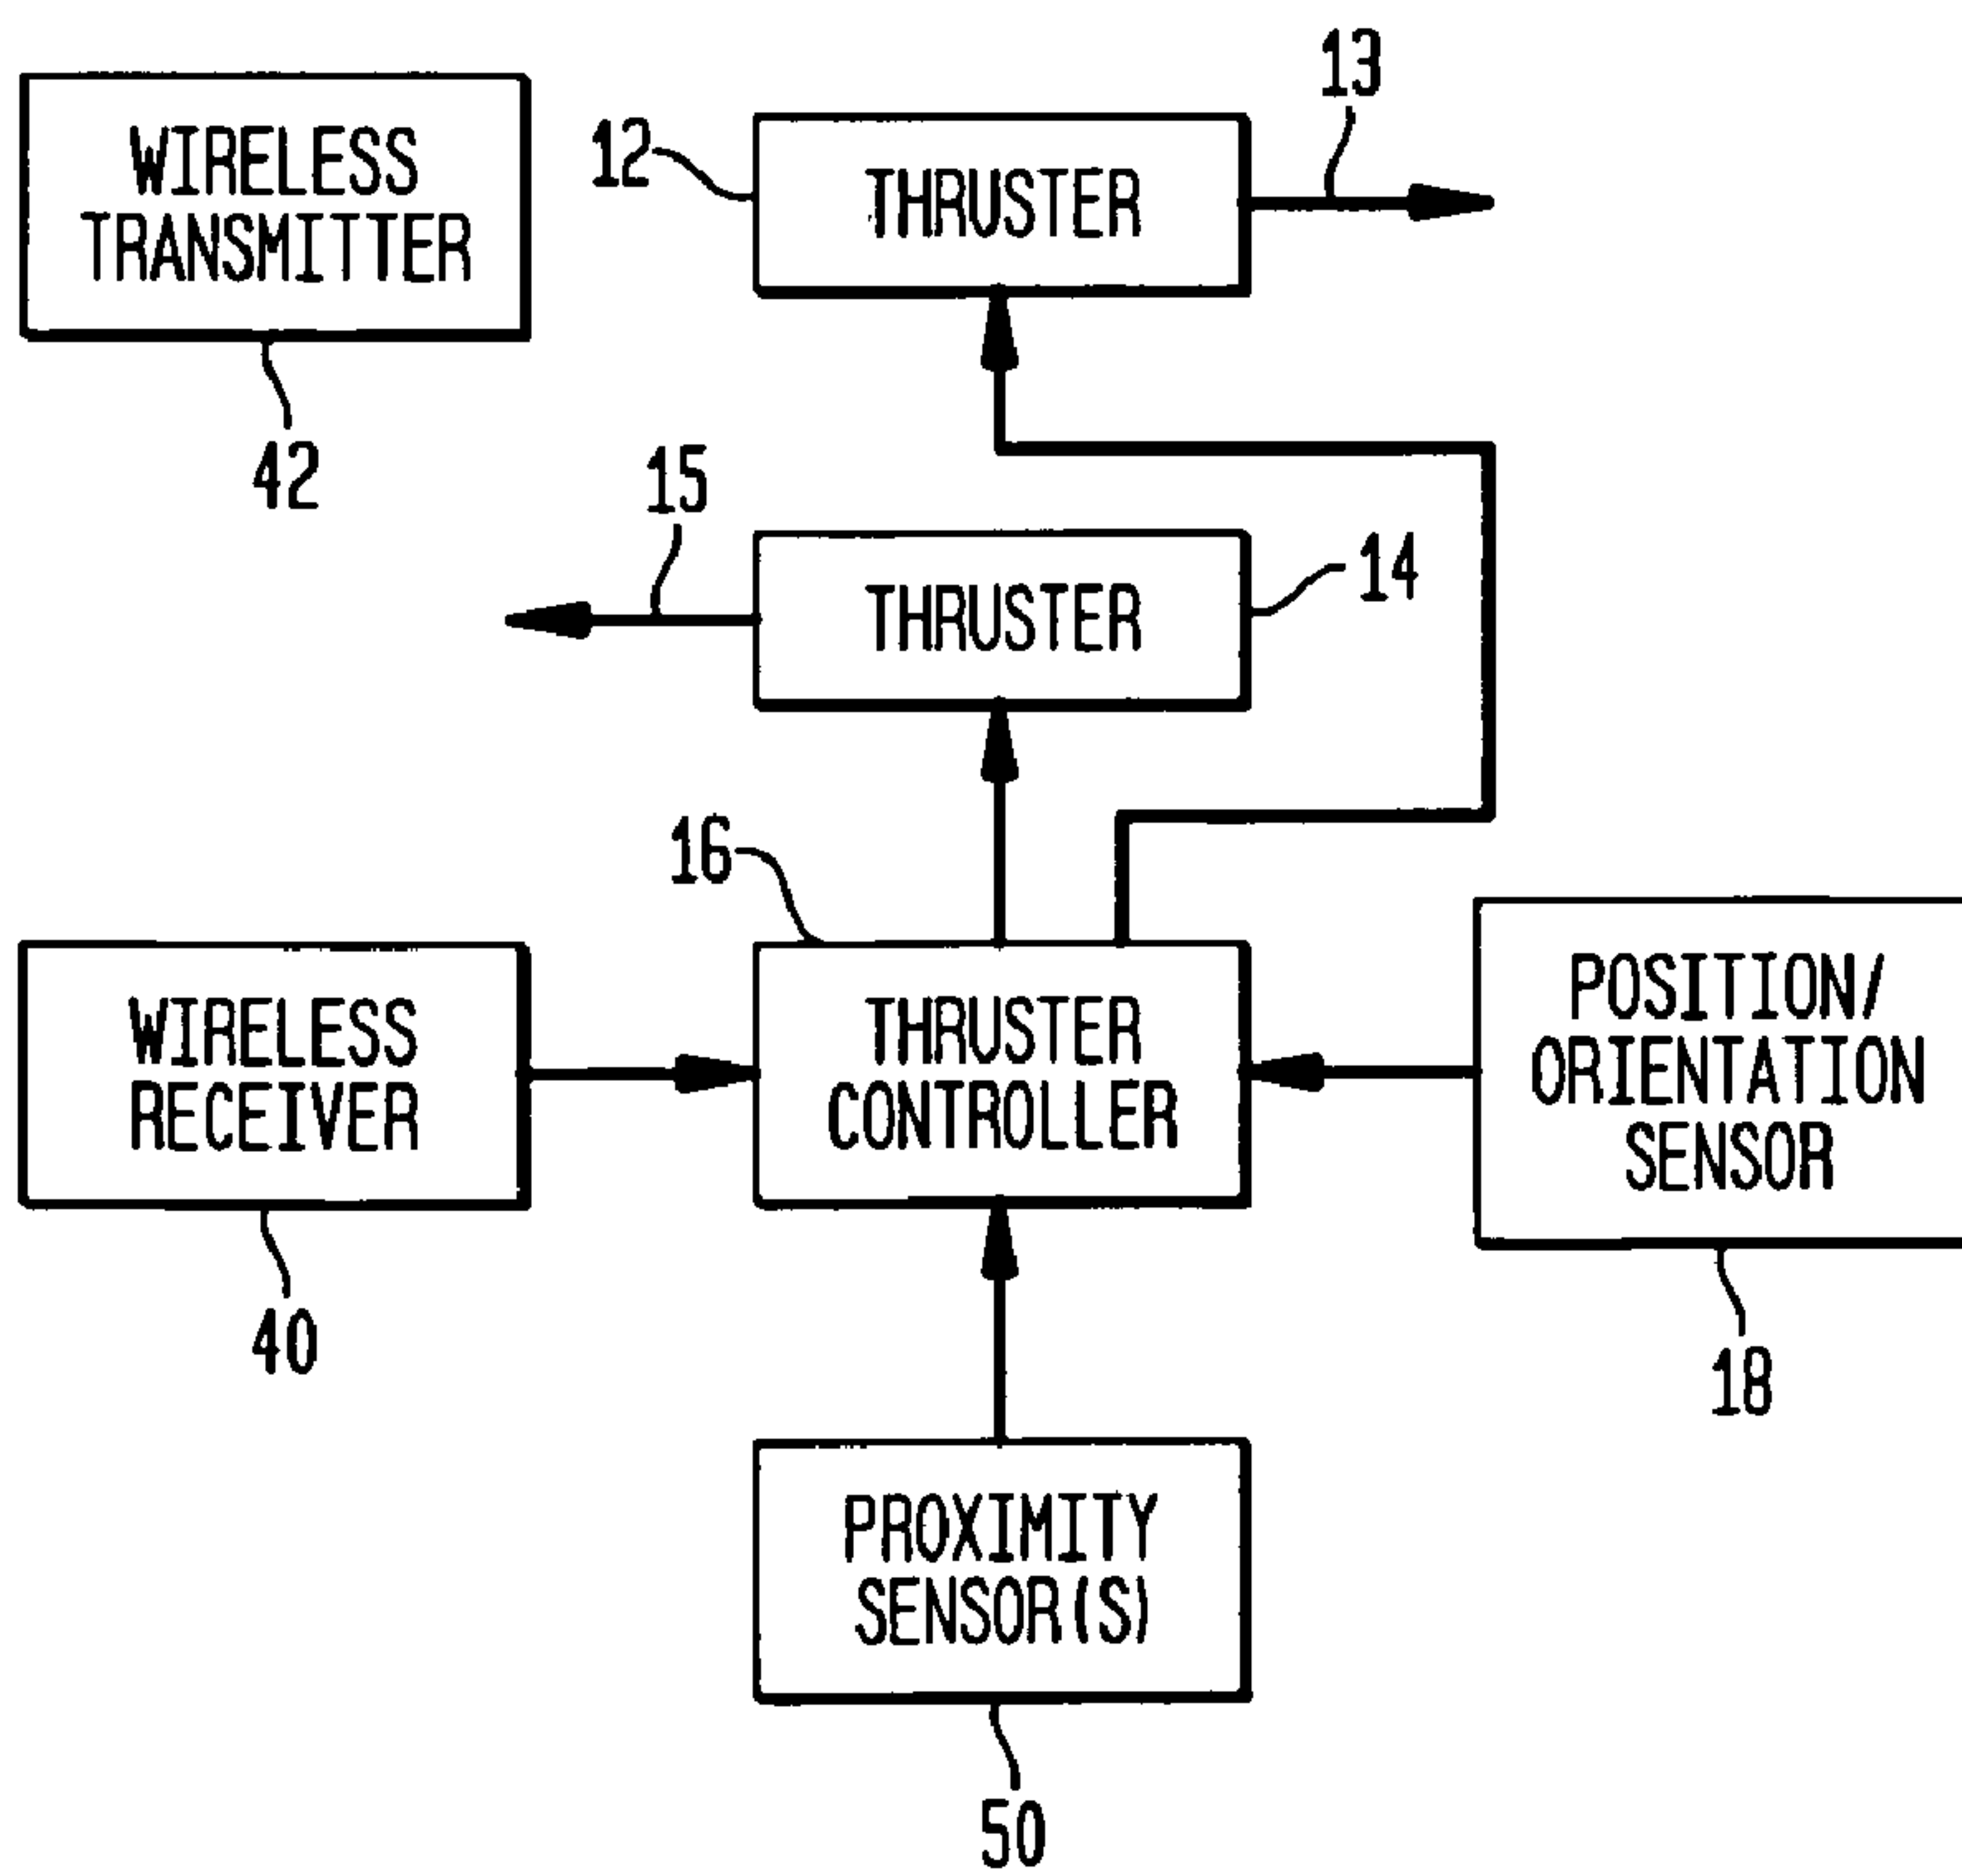 13
WIRELESS
TRANSMITTER
42
12
THRUSTER
15
THRUSTER
14
16
WIRELESS
RECEIVER
40
THRUSTER
CONTROLLER
POSITION/
ORIENTATION
SENSOR
18
PROXIMITY
SENSOR(S)
50